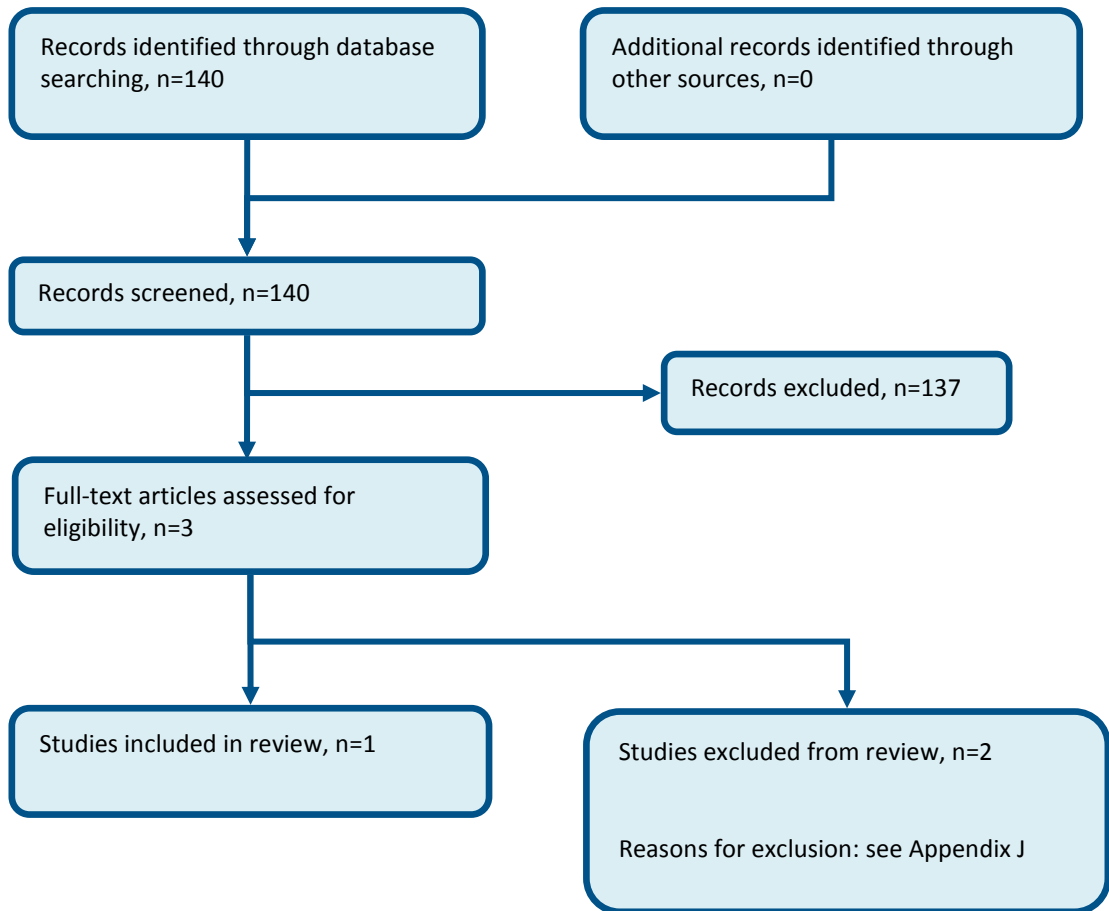 Records identified through database
searching, n=140
Additional records identified through
other sources, n=0
Records screened, n=140
Records excluded, n=137
Full-text articles assessed for
eligibility, n=3
Studies included in review, n=1
Studies excluded from review, n=2
Reasons for exclusion: see Appendix J